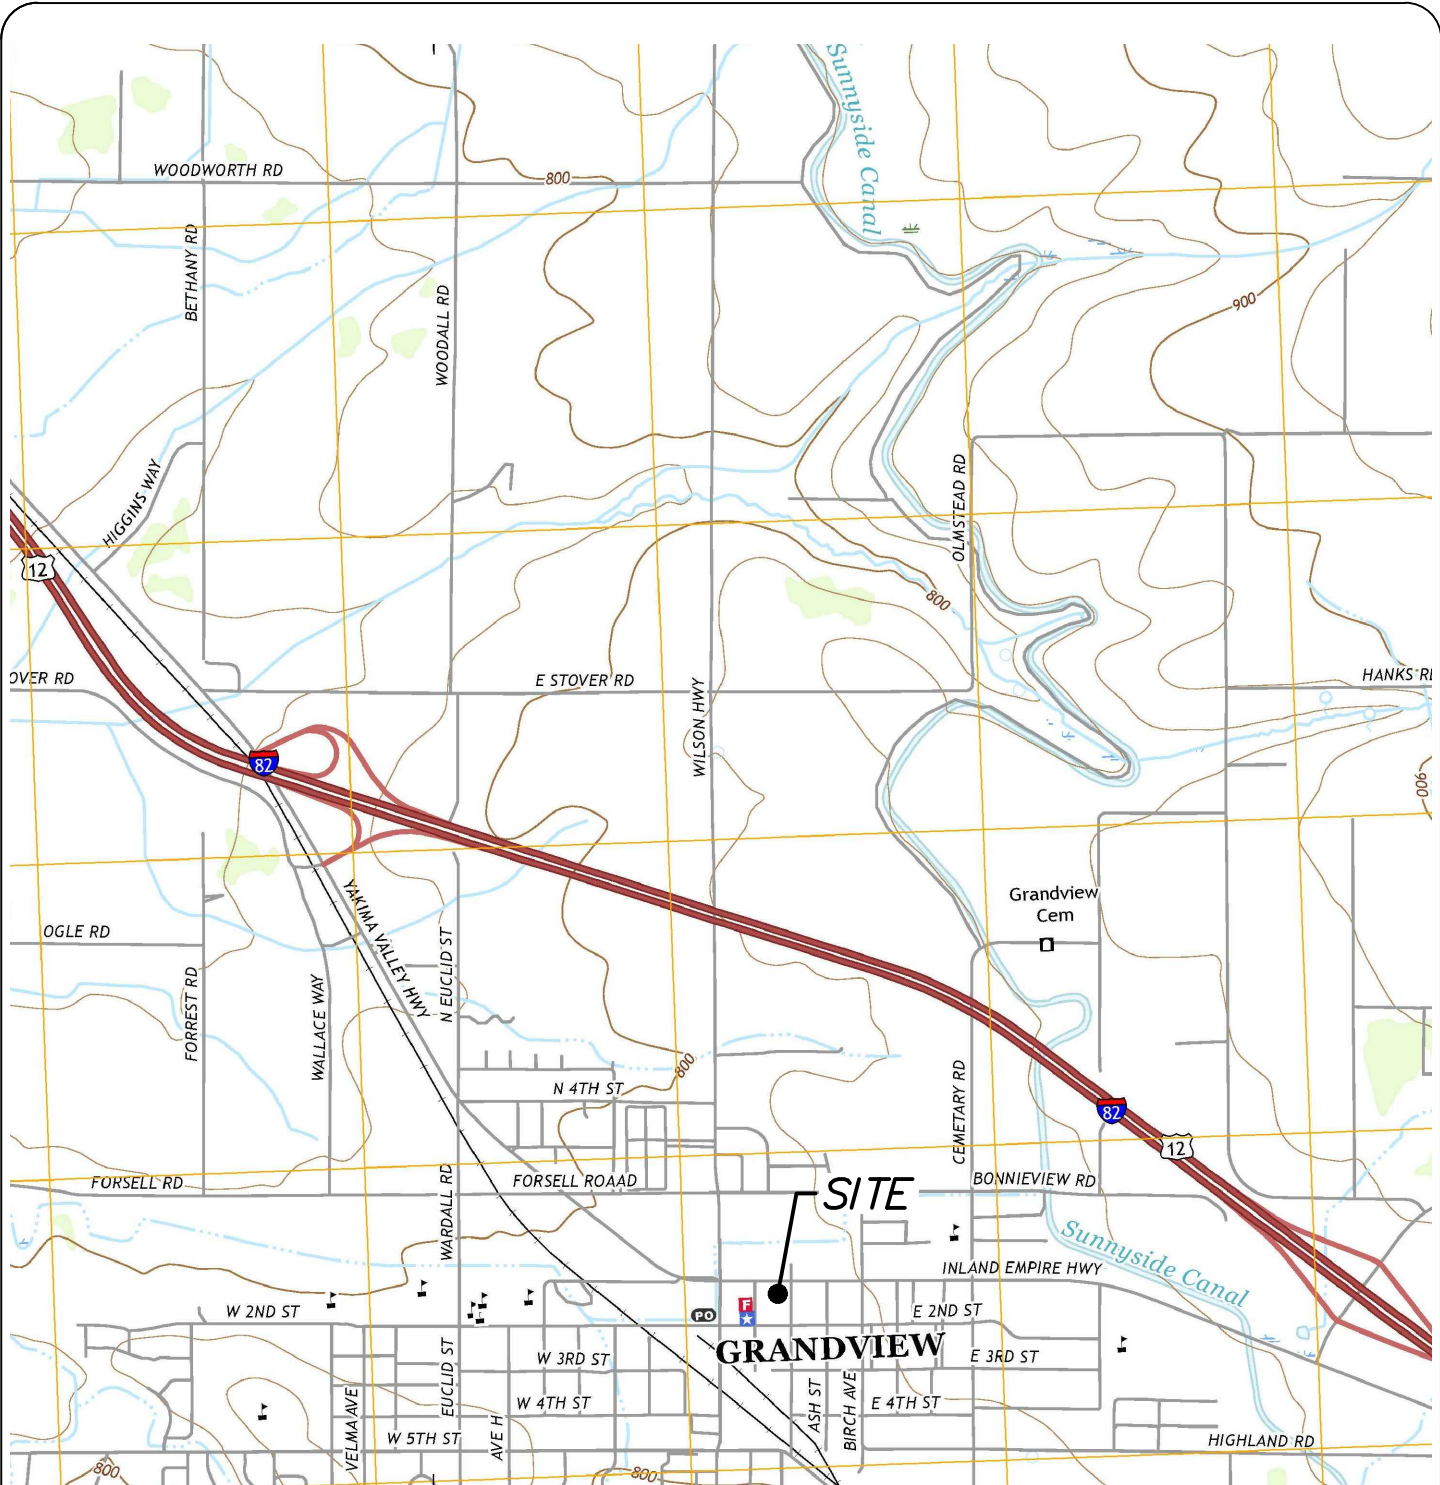 Sunnyside Canal
WOODWORTH RD
800
BETHANY RD
WOODALL RD
900
HIGGINS WAY
OLMSTEAD RD
12
800
OVER RD
E STOVER RD
WILSON HWY
HANKS RD
82
900
Grandview
Cem
YAKIMA VALLEY HWY
OGLE RD
N EUCLID ST
FORREST RD
WALLACE WAY
800
N 4TH ST
CEMETARY RD
82
12
FORSELL RD
WARDALL RD
FORSELL ROAAD
BONNIEVIEW RD
SITE
Sunnyside Canal
INLAND EMPIRE HWY
W 2ND ST
PO
F
E 2ND ST
GRANDVIEW
W 3RD ST
E 3RD ST
EUCLID ST
VELMA AVE
W 4TH ST
ASH ST
BIRCH AVE
E 4TH ST
W 5TH ST
AVE H
HIGHLAND RD
800
800